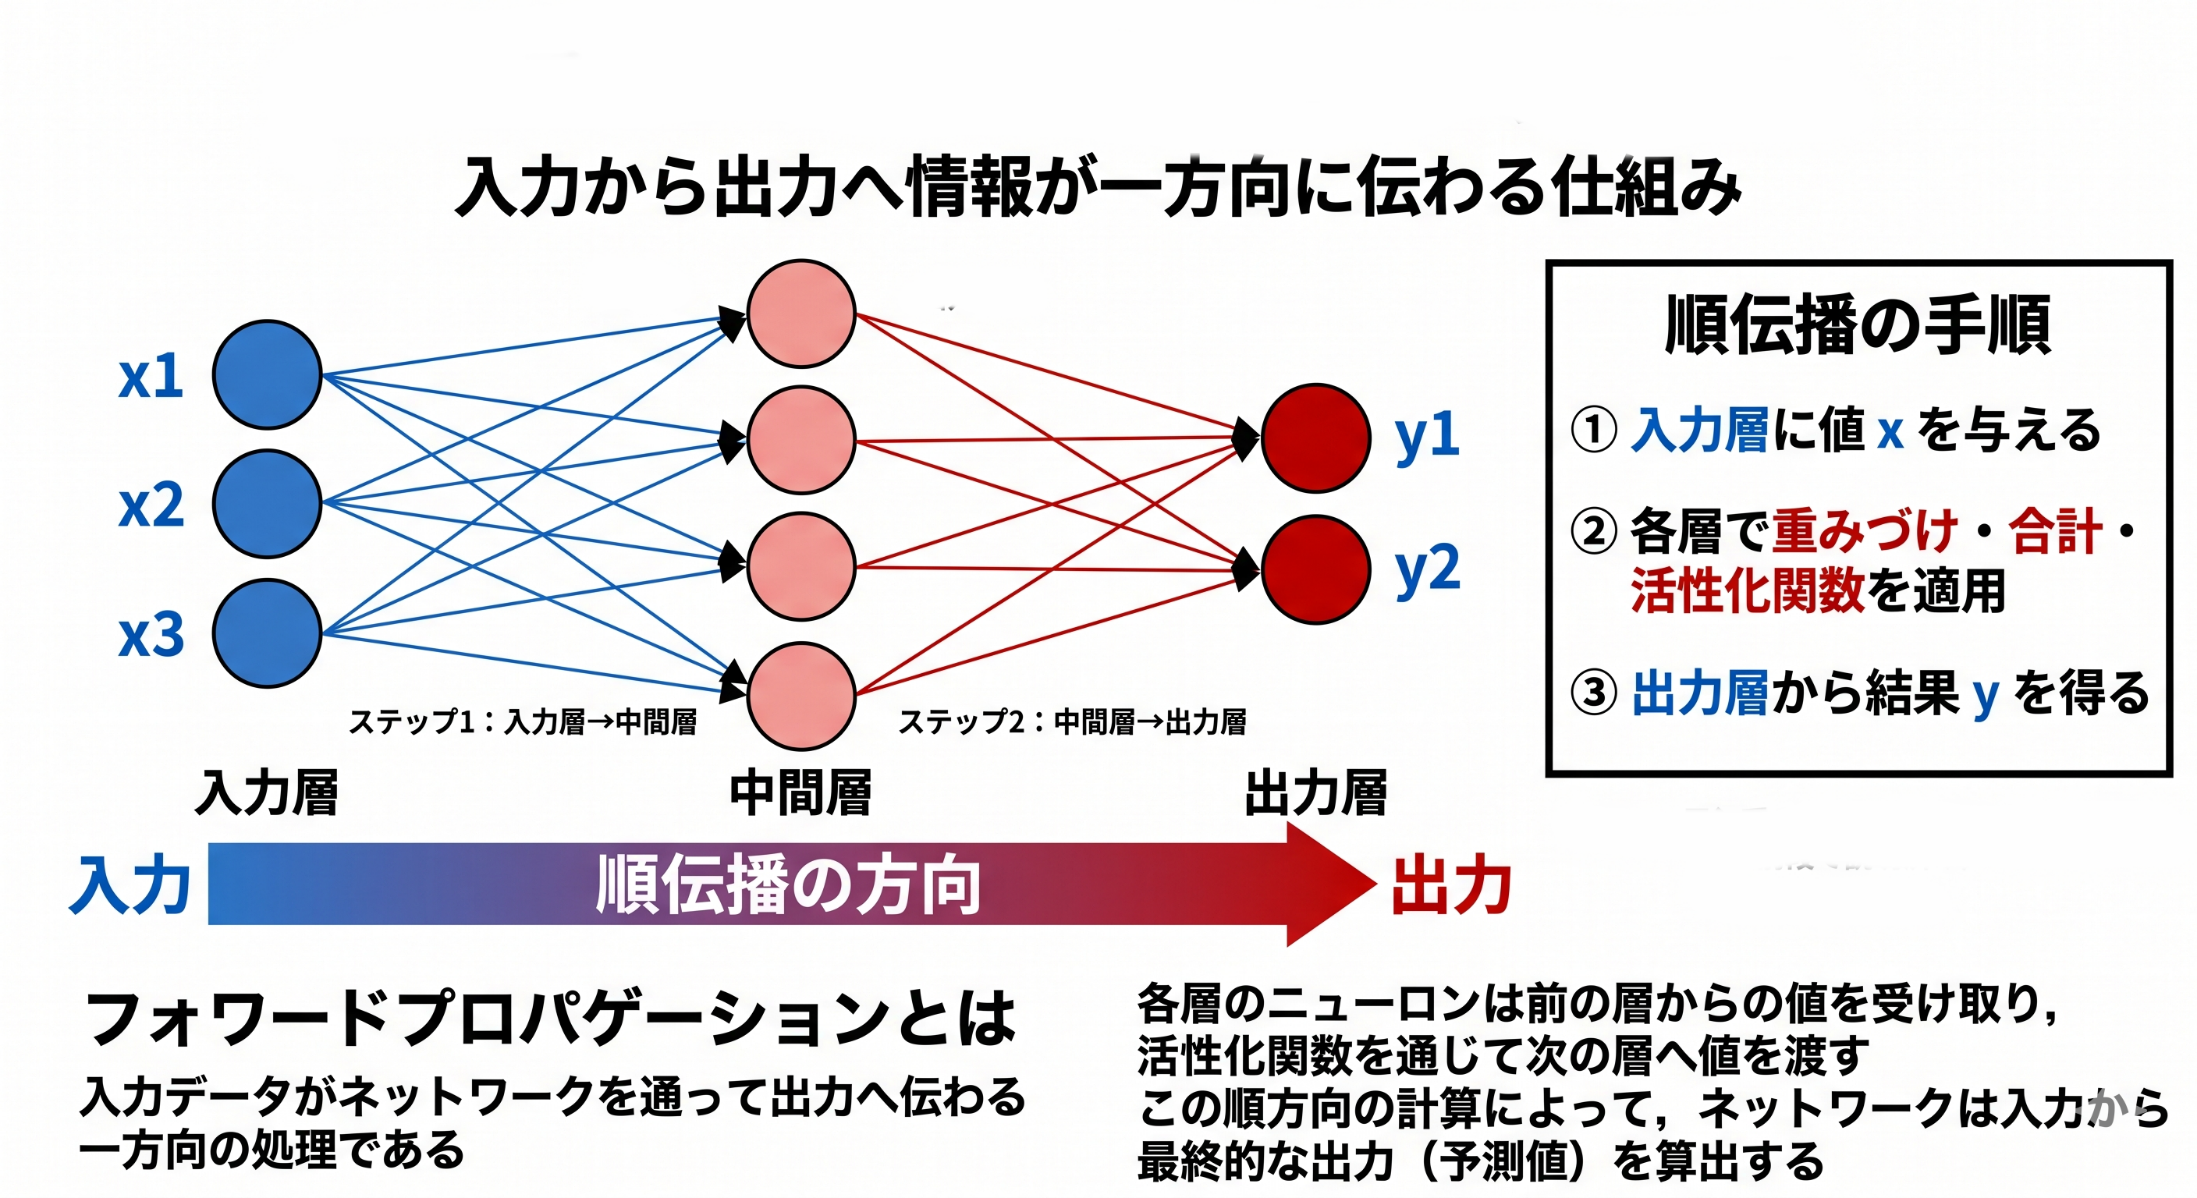 入力から出力へ情報が一方向に伝わる仕組み
x1
x2
x3
y1
y2
ステップ1：入力層→中間層
ステップ2：中間層→出力層
入力層
中間層
出力層
入力
順伝播の方向
出力
順伝播の手順
① 入力層に値 x を与える
② 各層で重みづけ・合計・
活性化関数を適用
③ 出力層から結果 y を得る
フォワードプロパゲーションとは
入力データがネットワークを通って出力へ伝わる
一方向の処理である
各層のニューロンは前の層からの値を受け取り，
活性化関数を通じて次の層へ値を渡す
この順方向の計算によって，ネットワークは入力から
最終的な出力（予測値）を算出する